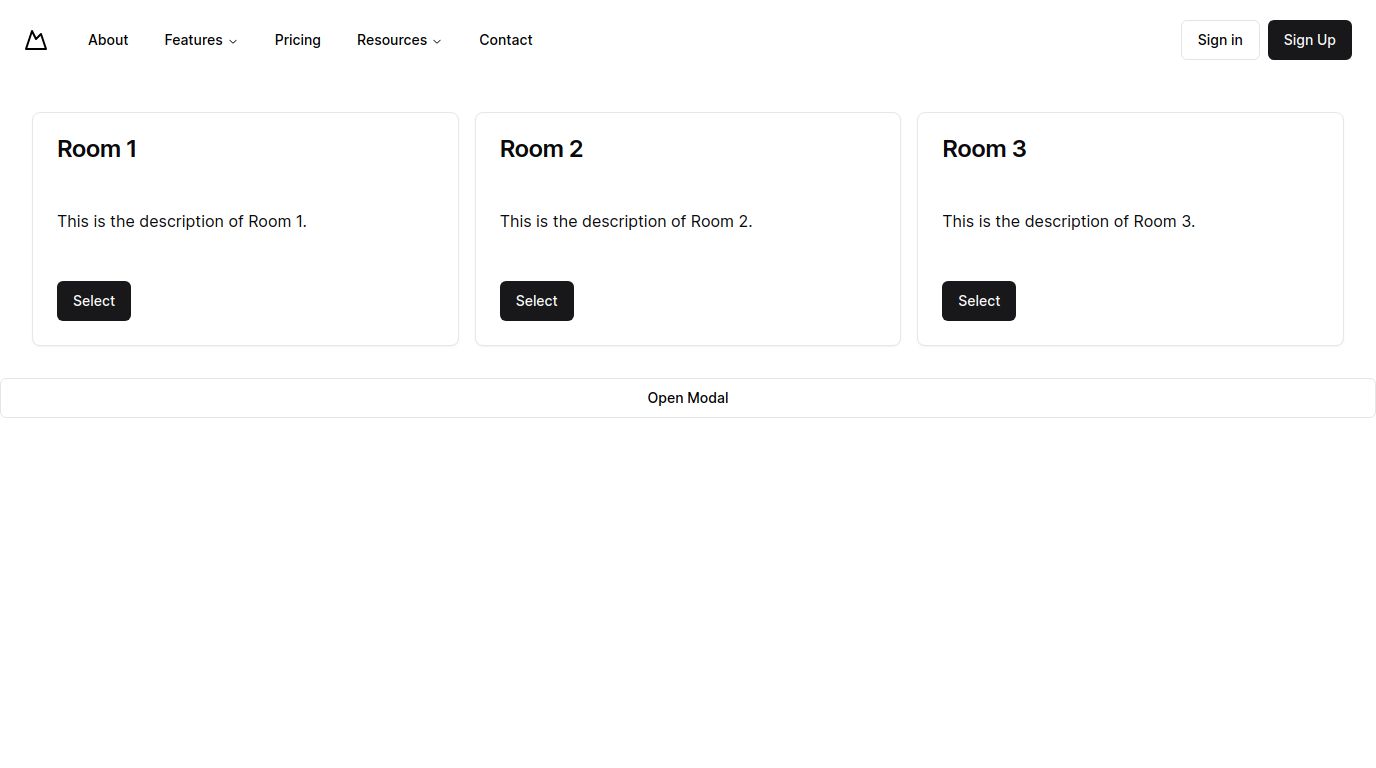 About Features Pricing Resources Contact Sign in Sign Up
Room 1
This is the description of Room 1.
Select
Room 2
This is the description of Room 2.
Select
Room 3
This is the description of Room 3.
Select
Open Modal